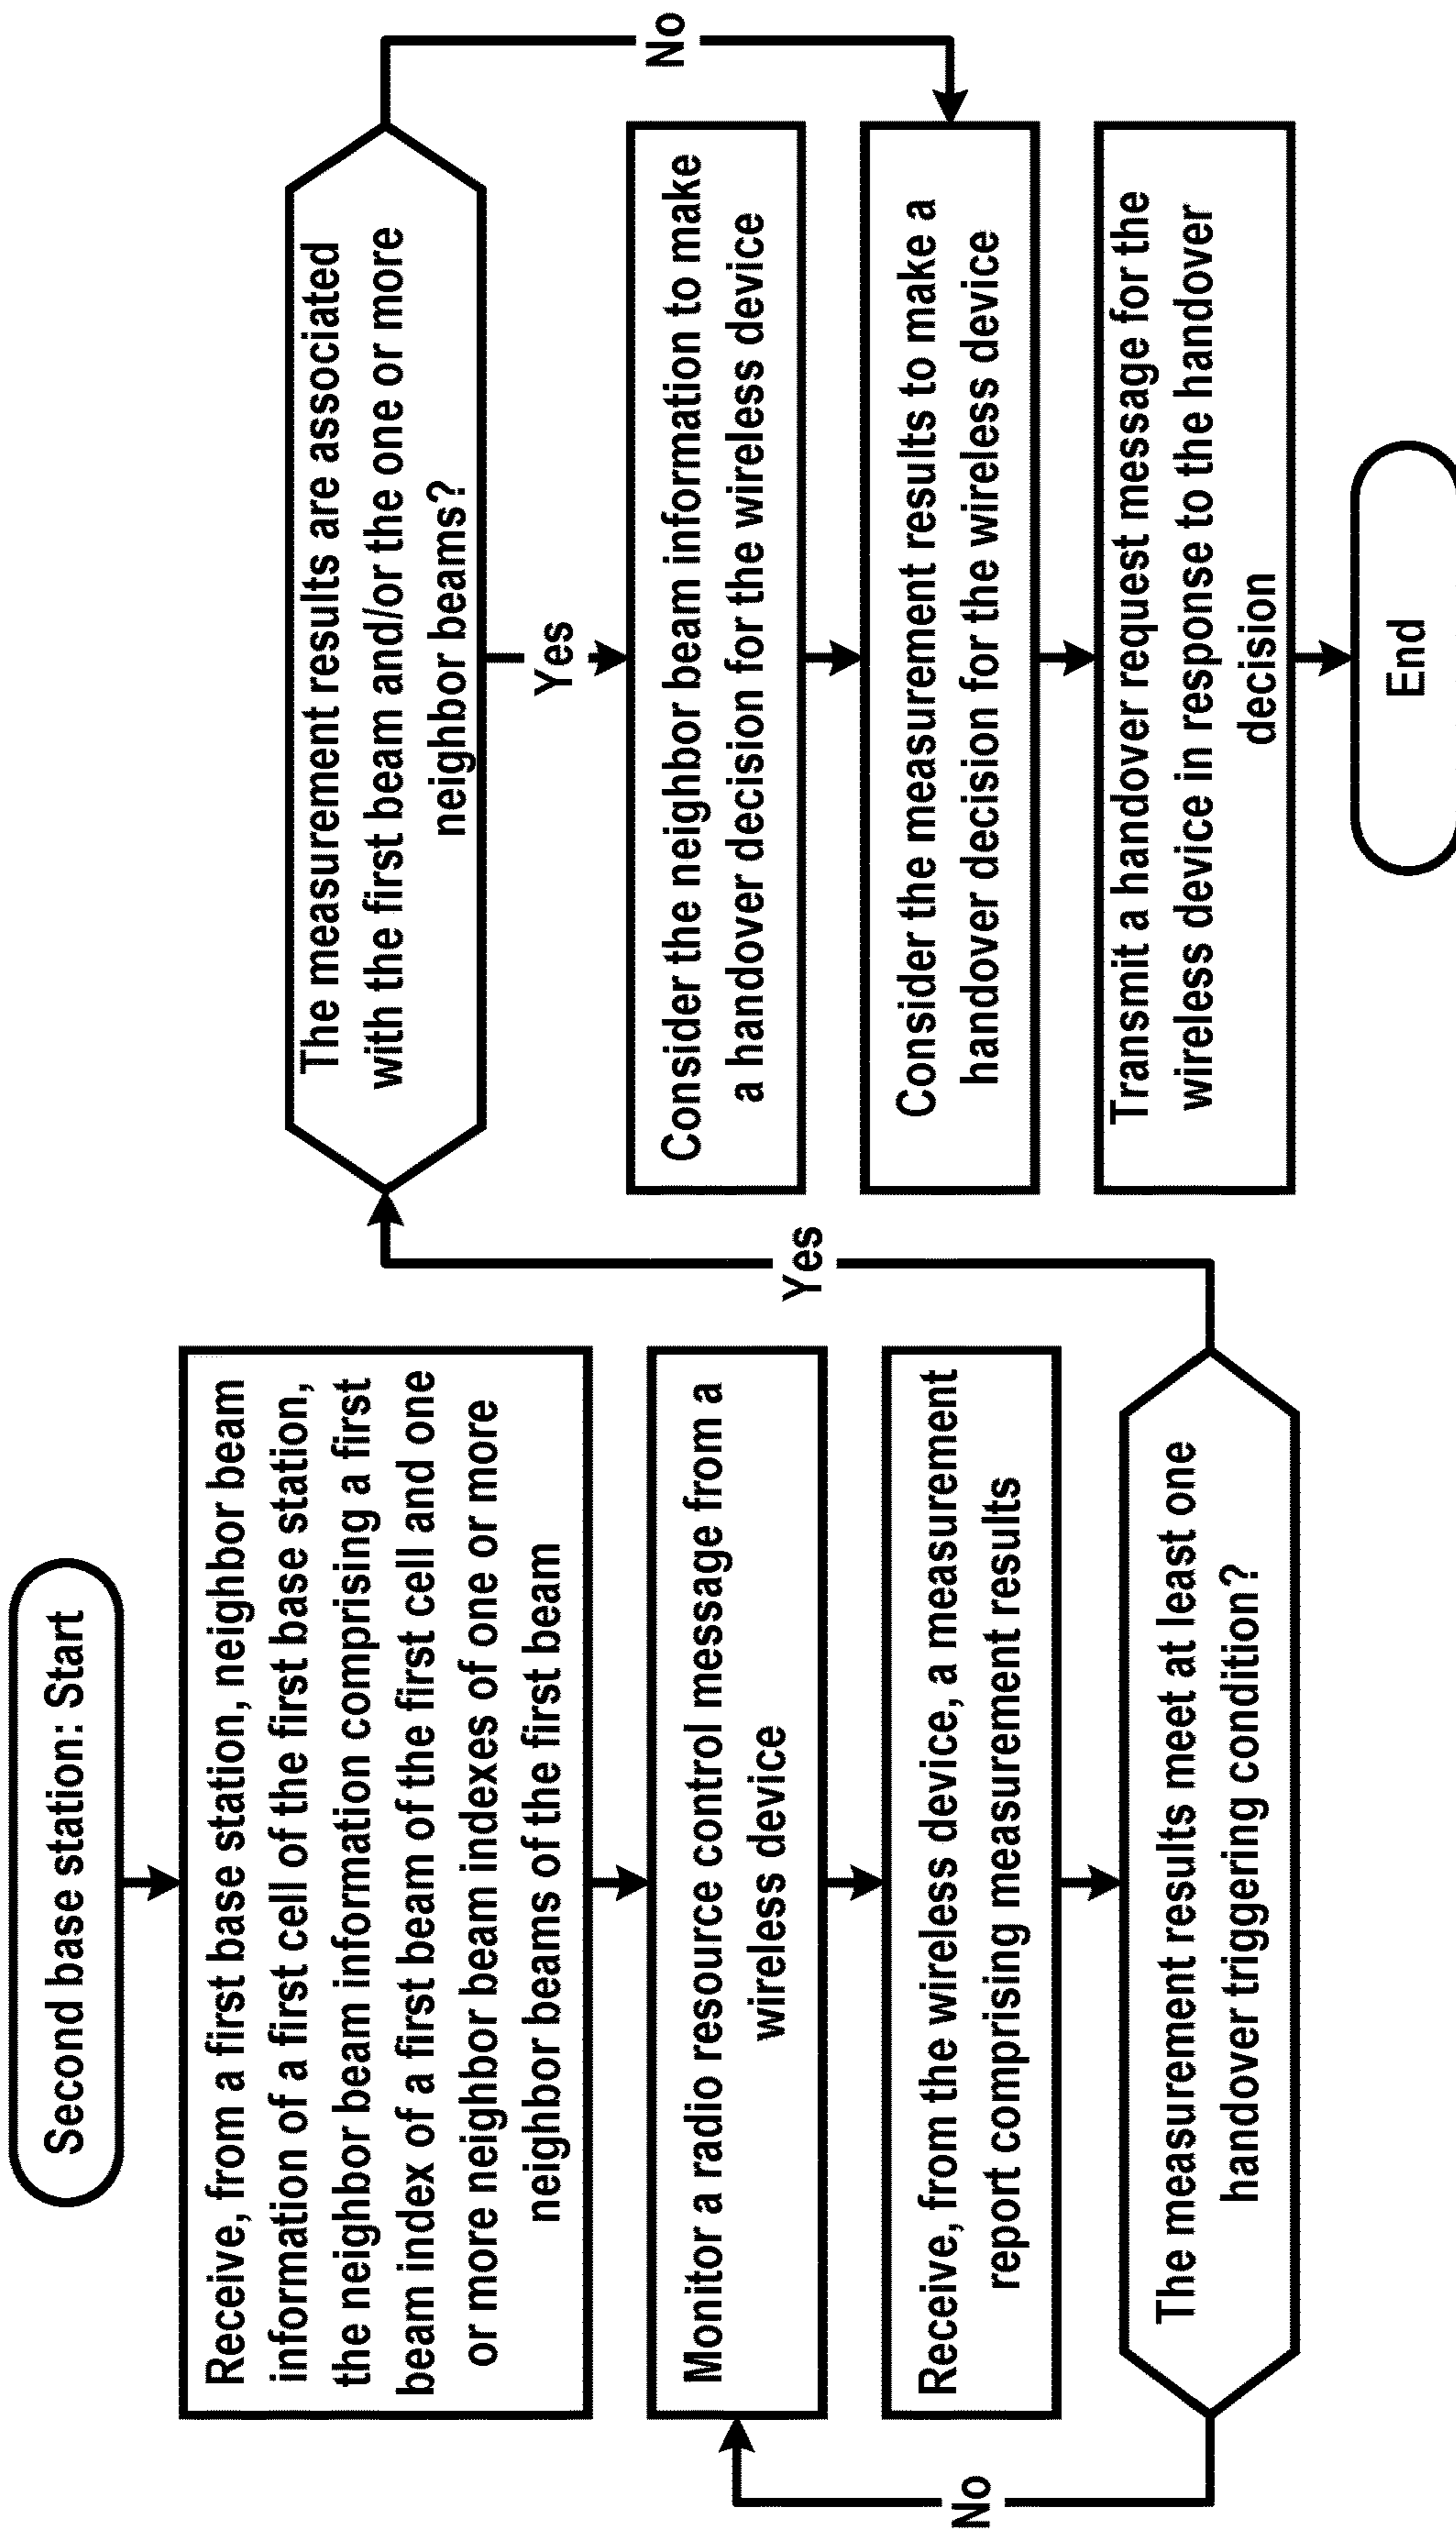 Second base station: Start
Receive, from a first base station, neighbor beam
information of a first cell of the first base station,
the neighbor beam information comprising a first
beam index of a first beam of the first cell and one
or more neighbor beam indexes of one or more
neighbor beams of the first beam
Monitor a radio resource control message from a
wireless device
Receive, from the wireless device, a measurement
report comprising measurement results
The measurement results meet at least one
handover triggering condition?
No
Yes
The measurement results are associated
with the first beam and/or the one or more
neighbor beams?
Yes
No
Consider the neighbor beam information to make
a handover decision for the wireless device
Consider the measurement results to make a
handover decision for the wireless device
Transmit a handover request message for the
wireless device in response to the handover
decision
End